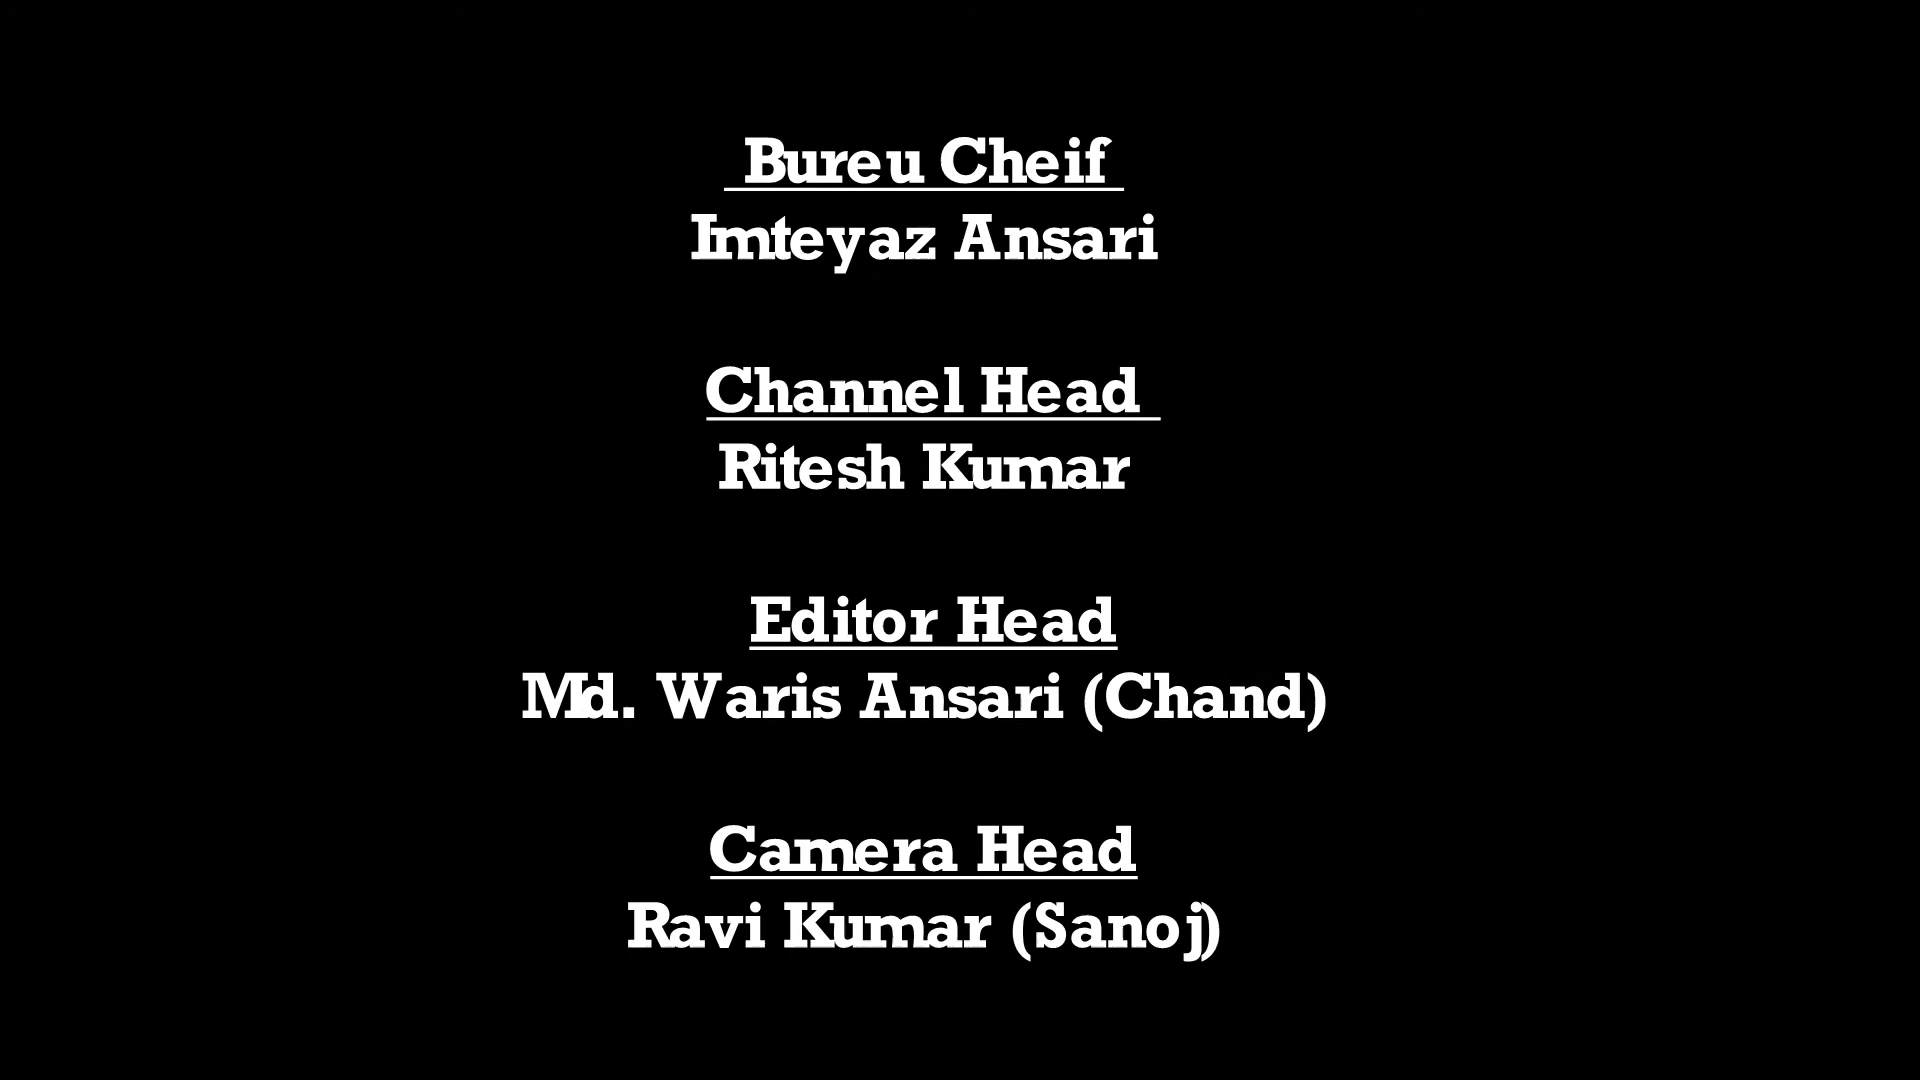 Bureu Cheif
Imteyaz Ansari
Channel Head
Ritesh Kumar
Editor Head
Md. Waris Ansari (Chand)
Camera Head
Ravi Kumar (Sanoj)